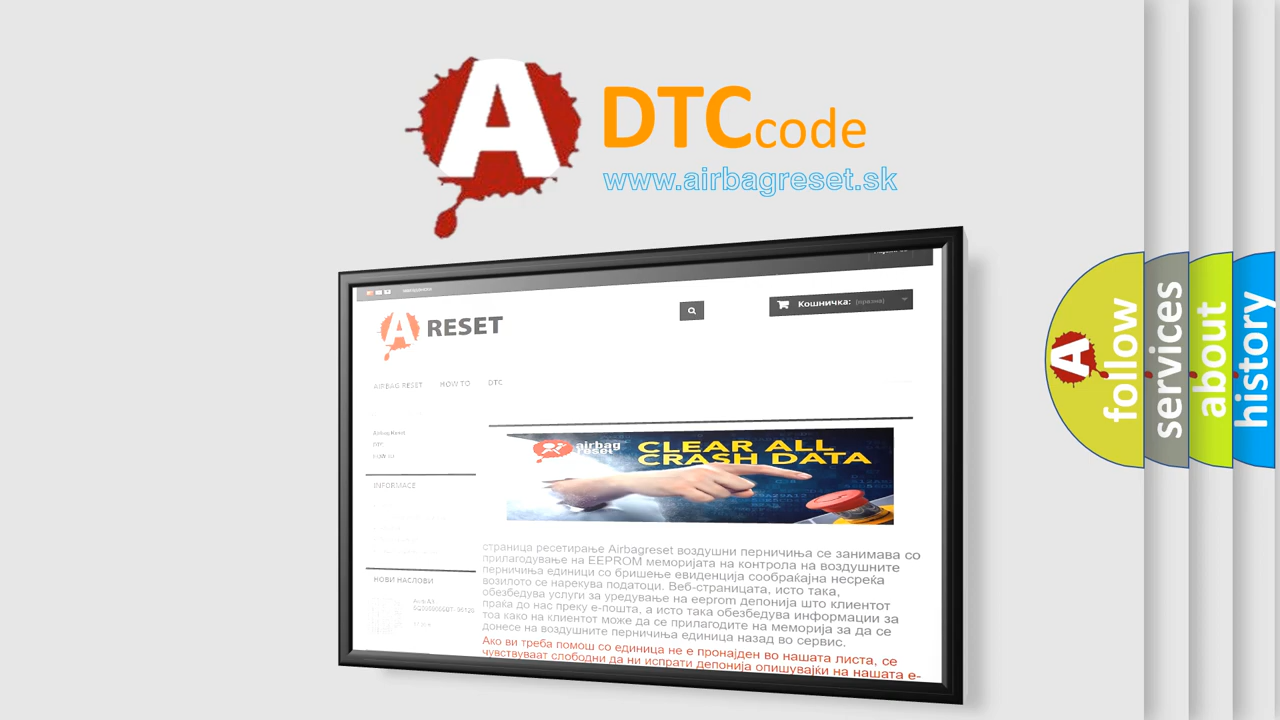 A
DTCcode
www.airbagreset.sk
A RESET
Кошничка: (празна)
AIRBAG RESET HOW TO DTC
Airbag Reset
DTC
INFORMACE
НОВИ НАСЛОВИ
airbag
reset
CLEAR ALL
CRASH DATA
страница ресетирање Airbagreset воздушни перничиња се занимава со
прилагодување на EEPROM меморијата на контрола на воздушните
перничиња единици со бришење евиденција сообраќајна несреќа
возилото се нарекува податоци. Веб-страницата, исто така,
обезбедува услуги за уредување на eeprom депонија што клиентот
праќа до нас преку е-пошта, а исто така обезбедува информации за
тоа како на клиентот може да се прилагодите на меморија за да се
донесе на воздушните перничиња единица назад во сервис.
Ако ви треба помош со единица не е пронајден во нашата листа, се
чувствуваат слободни да ни испрати депонија опишувајќи на нашата е-
A
follow
services
about
history